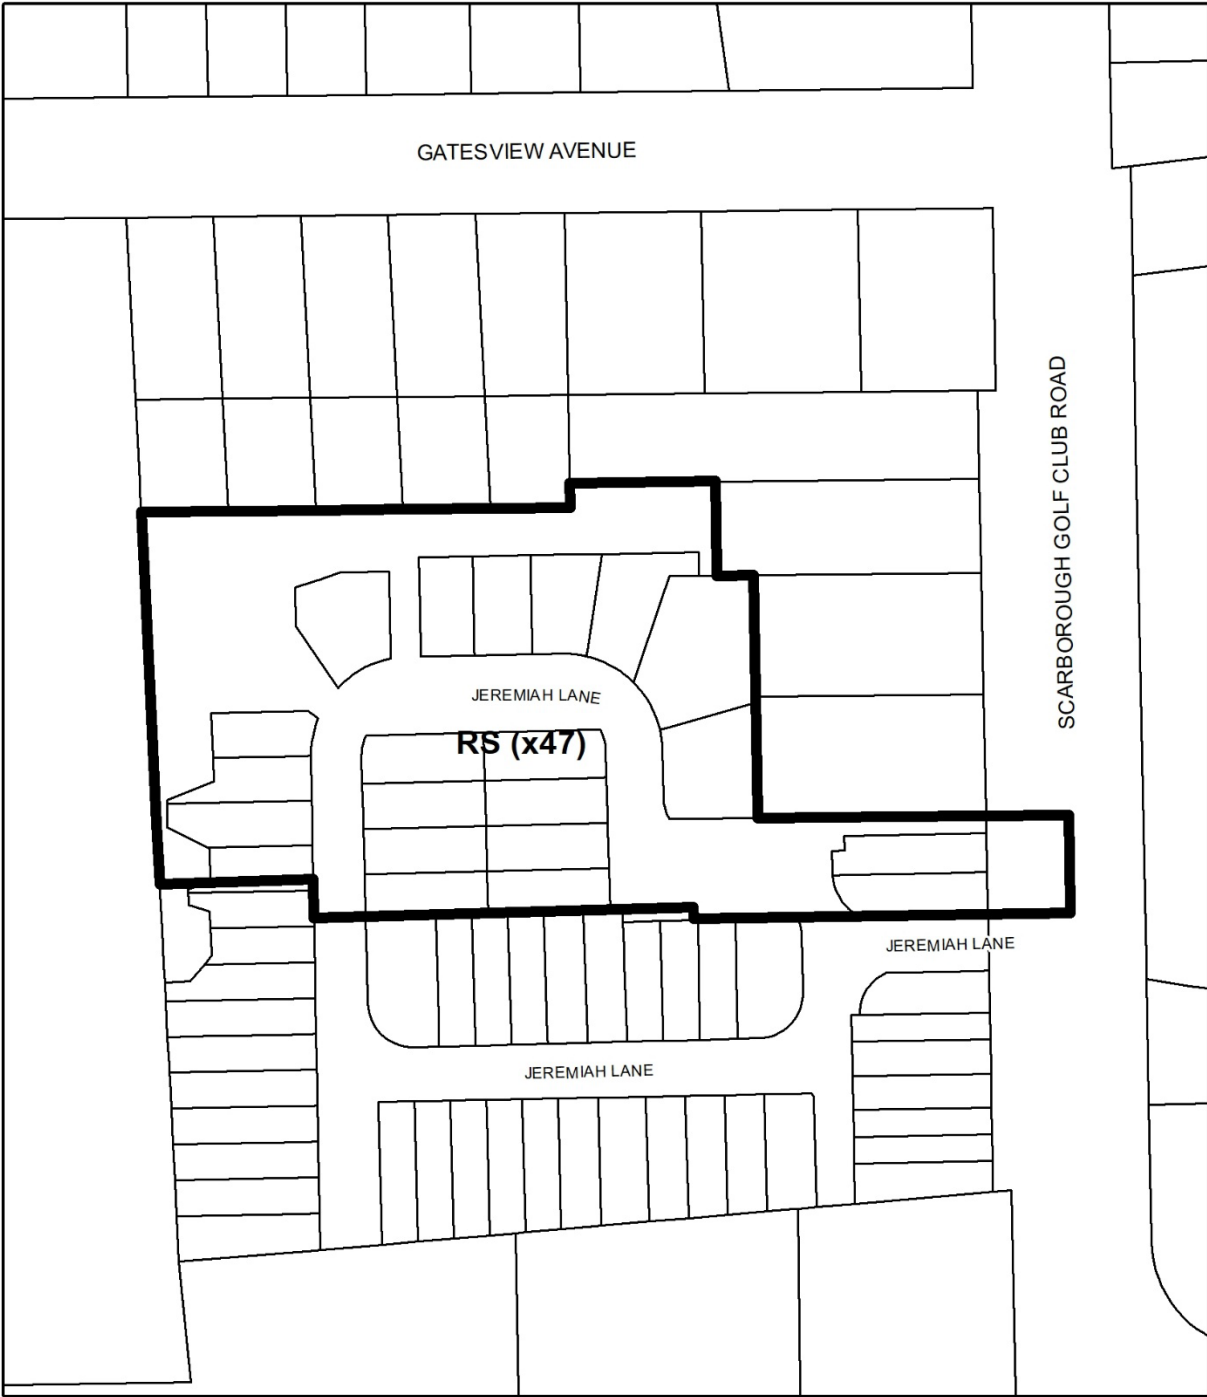 GATESVIEW AVENUE
SCARBOROUGH GOLF CLUB ROAD
JEREMIAH LANE
RS (x47)
JEREMIAH LANE
JEREMIAH LANE